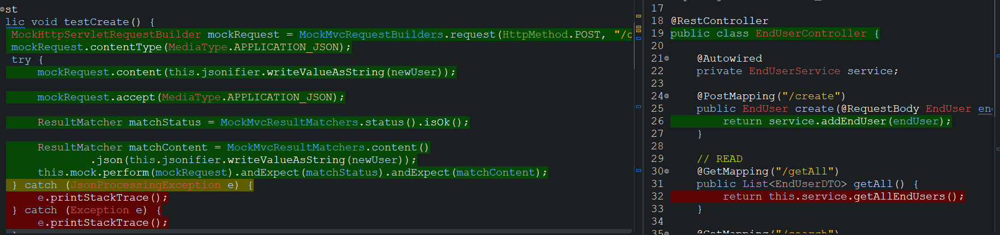 st
lic void testCreate() {
MockHttpServletRequestBuilder mockRequest = MockMvcRequestBuilders.request(HttpMethod.POST, "/c
mockRequest.contentType(MediaType.APPLICATION_JSON);
try {
mockRequest.content(this.jsonifier.writeValueAsString(newUser));
mockRequest.accept(MediaType.APPLICATION_JSON);
ResultMatcher matchStatus = MockMvcResultMatchers.status().isOk();
ResultMatcher matchContent = MockMvcResultMatchers.content()
.json(this.jsonifier.writeValueAsString(newUser));
this.mock.perform(mockRequest).andExpect(matchStatus).andExpect(matchContent);
} catch (JsonProcessingException e) {
e.printStackTrace();
} catch (Exception e) {
e.printStackTrace();
17
18 @RestController
19 public class EndUserController {
20
21 @Autowired
22 private EndUserService service;
23
24 @PostMapping("/create")
25 public EndUser create(@RequestBody EndUser en
26 return service.addEndUser(endUser);
27 }
28
29 // READ
30 @GetMapping("/getAll")
31 public List<EndUserDTO> getAll() {
32 return this.service.getAllEndUsers();
33 }
34
35 @GetMapping("/search")